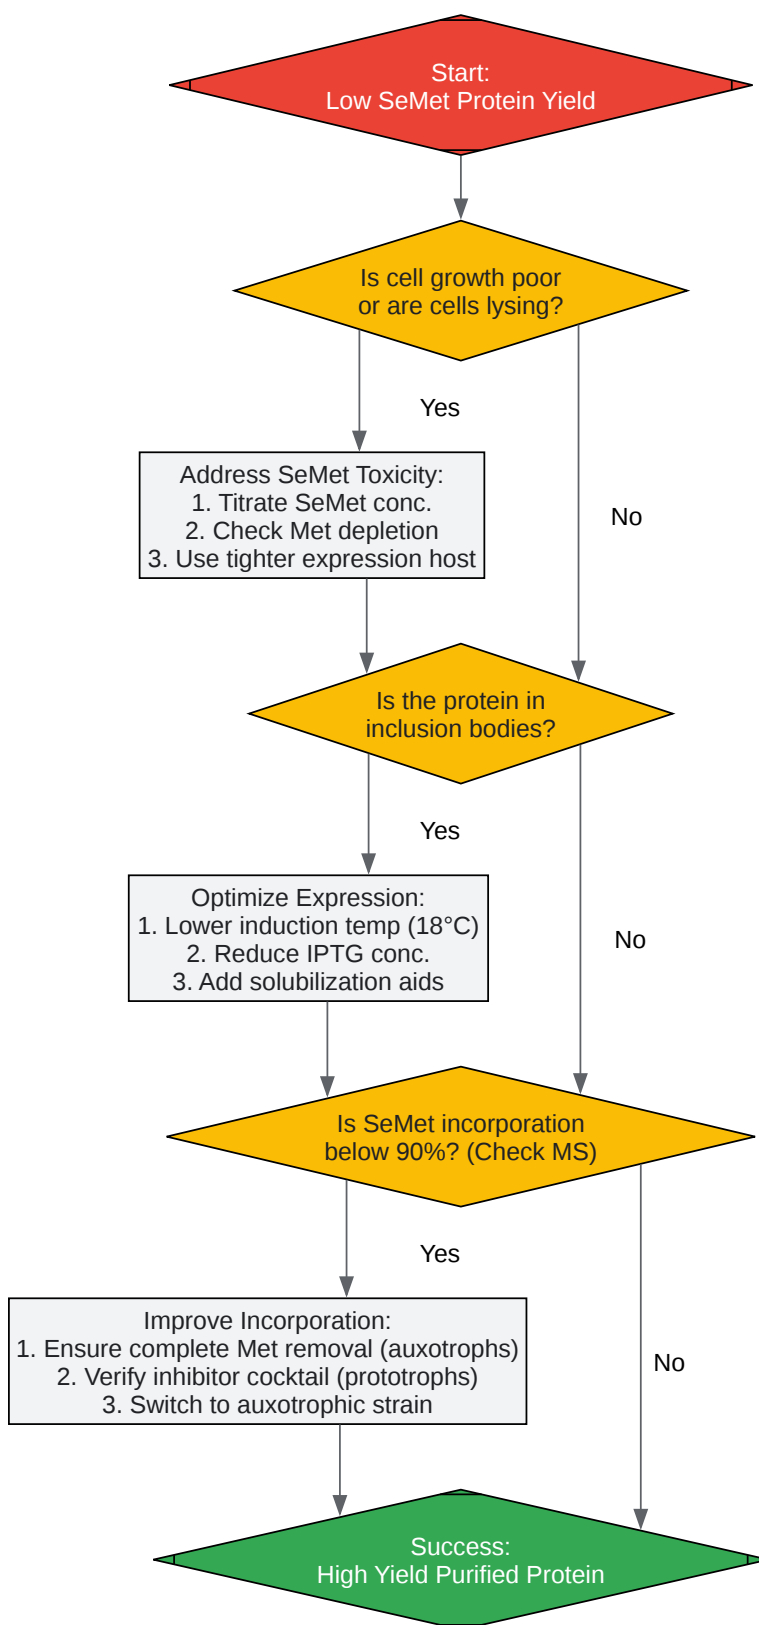 Start:
Low SeMet Protein Yield
Is cell growth poor
or are cells lysing?
Yes
Address SeMet Toxicity:
1. Titrate SeMet conc.
2. Check Met depletion
3. Use tighter expression host
No
Is the protein in
inclusion bodies?
Yes
Optimize Expression:
1. Lower induction temp (18°C)
2. Reduce IPTG conc.
3. Add solubilization aids
No
Is SeMet incorporation
below 90%? (Check MS)
Yes
Improve Incorporation:
1. Ensure complete Met removal (auxotrophs)
2. Verify inhibitor cocktail (prototrophs)
3. Switch to auxotrophic strain
No
Success:
High Yield Purified Protein